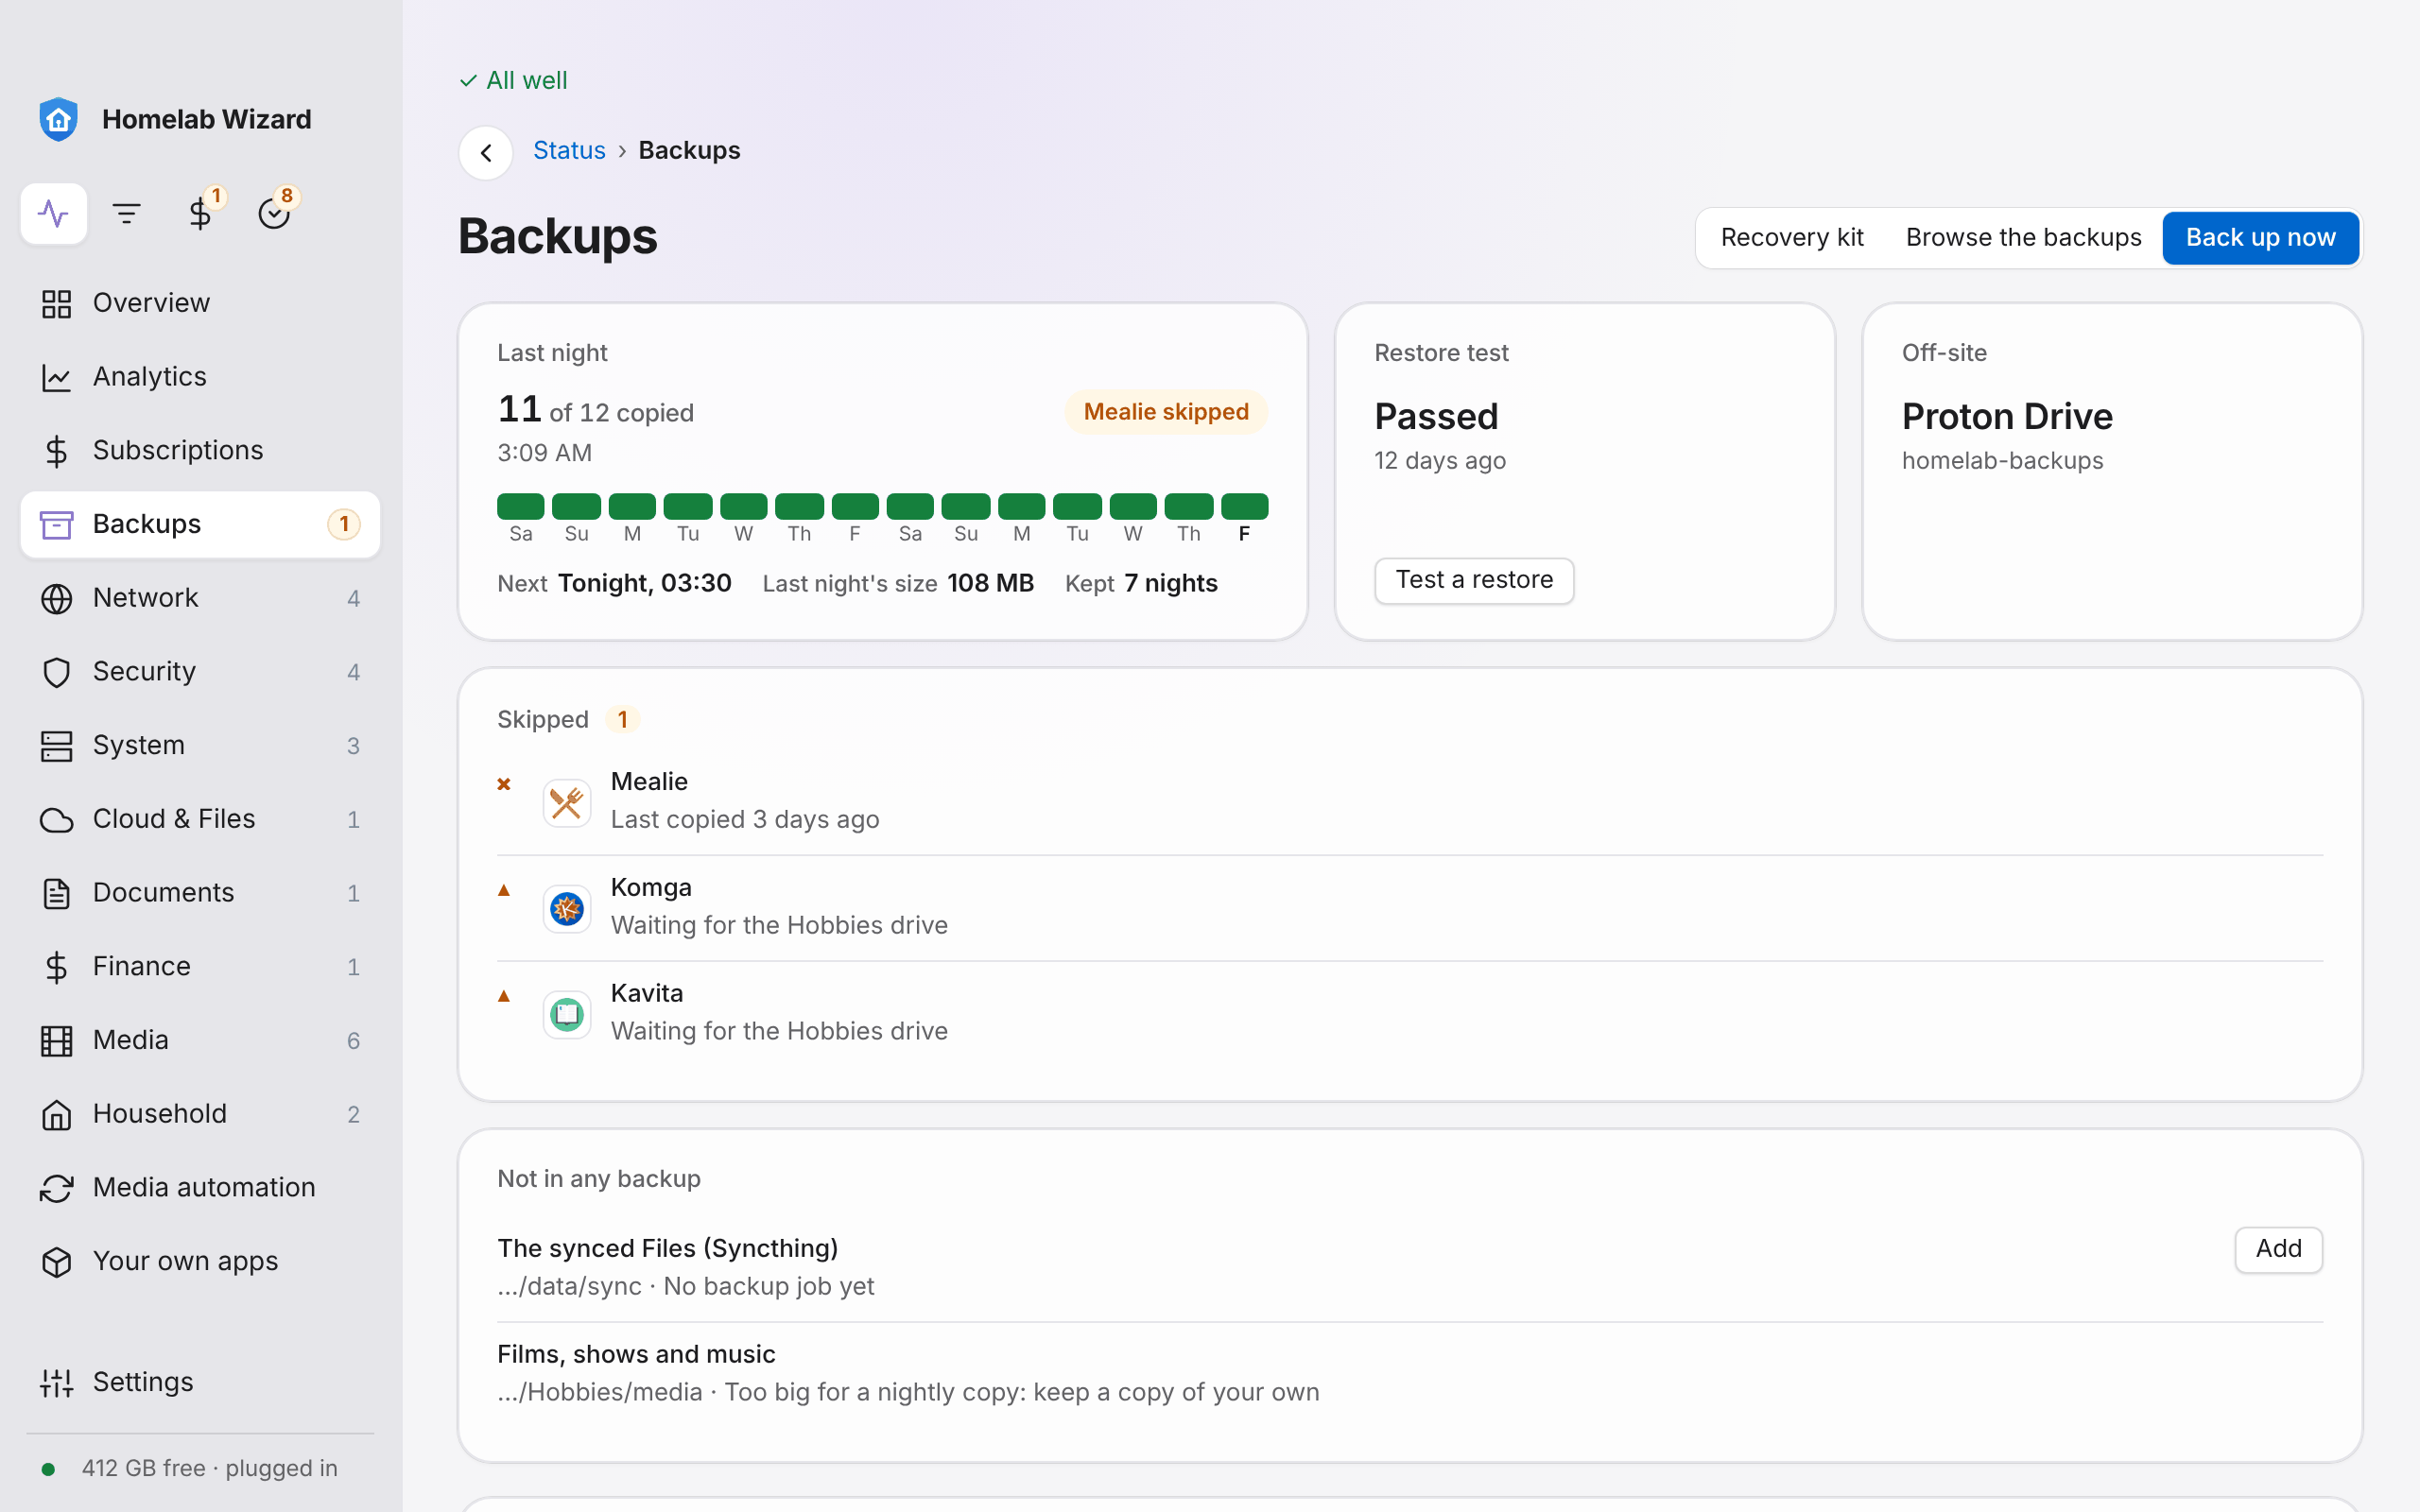 Homelab Wizard
1
8
Overview
Analytics
Subscriptions
Backups 1
Network 4
Security 4
System 3
Cloud & Files 1
Documents 1
Finance 1
Media 6
Household 2
Media automation
Your own apps
Settings
412 GB free · plugged in
All well
Status › Backups
Backups
Recovery kit Browse the backups Back up now
Last night
11 of 12 copied
Mealie skipped
3:09 AM
Sa Su M Tu W Th F Sa Su M Tu W Th F
Next Tonight, 03:30 Last night's size 108 MB Kept 7 nights
Restore test
Passed
12 days ago
Test a restore
Off-site
Proton Drive
homelab-backups
Skipped 1
Mealie
Last copied 3 days ago
Komga
Waiting for the Hobbies drive
Kavita
Waiting for the Hobbies drive
Not in any backup
The synced Files (Syncthing)
.../data/sync · No backup job yet
Add
Films, shows and music
.../Hobbies/media · Too big for a nightly copy: keep a copy of your own